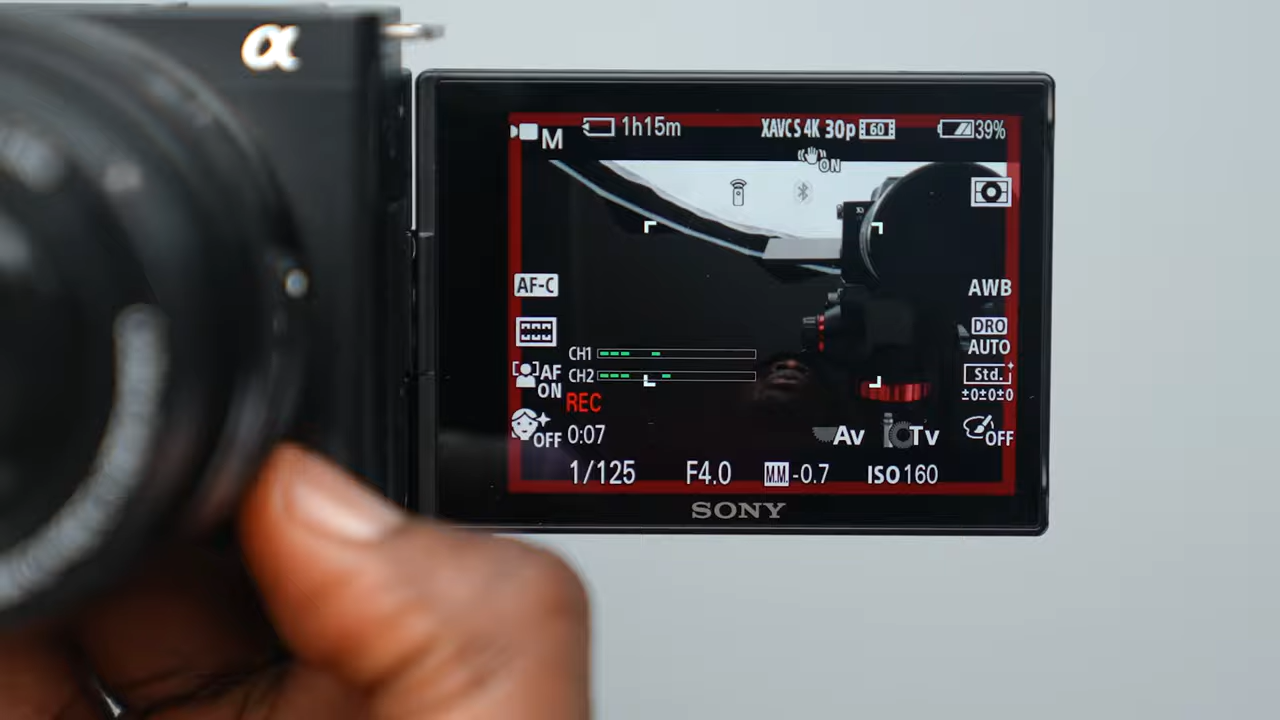 α
M 1h15m XAVC S 4K 30p 60 39%
ON
AF-C
AWB
DRO
AUTO
CH1
AF
ON
CH2
Std.
±0±0±0
REC
OFF 0:07 Av Tv OFF
1/125 F4.0 M.M. -0.7 ISO 160
SONY